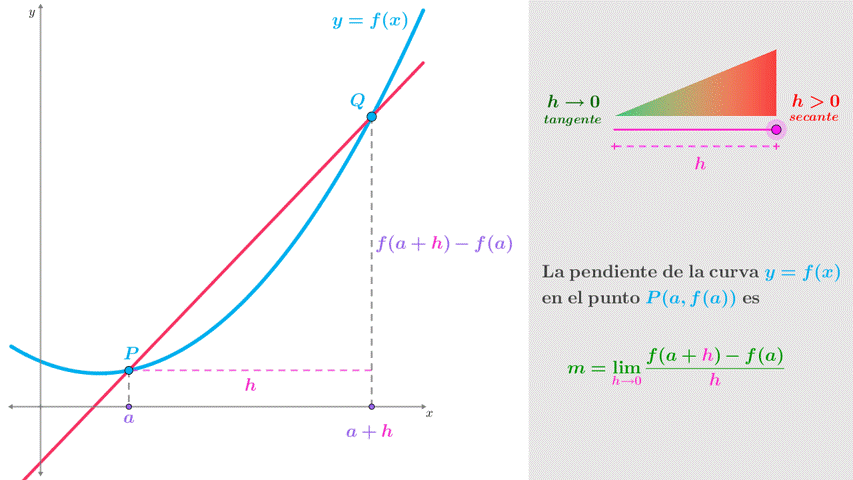 y
y = f(x)
Q
f(a + h) − f(a)
P
h
a
a + h
x
h → 0
tangente
h > 0
secante
h
La pendiente de la curva y = f(x)
en el punto P(a, f(a)) es
m = lim h→0 f(a + h) − f(a) / h